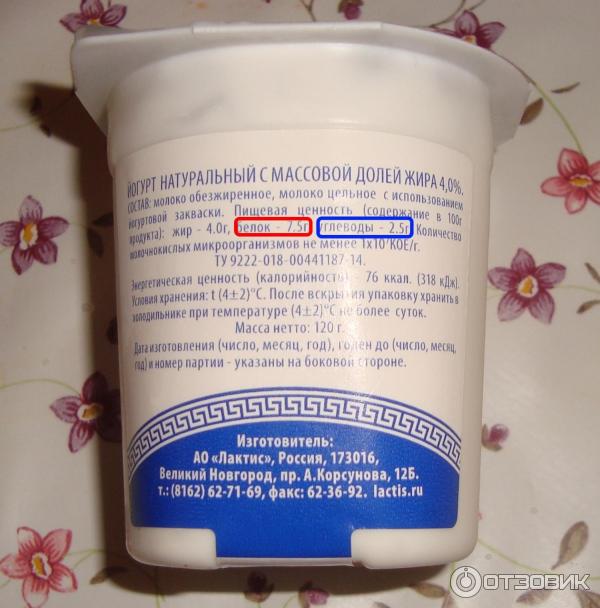 ЙОГУРТ НАТУРАЛЬНЫЙ С МАССОВОЙ ДОЛЕЙ ЖИРА 4,0%.
СОСТАВ: молоко обезжиренное, молоко цельное с использованием
йогуртовой закваски. Пищевая ценность (содержание в 100г
продукта): жир - 4.0г, белок - 7.5г углеводы - 2.5г Количество
молочнокислых микроорганизмов не менее 1х10⁷КОЕ/г.
ТУ 9222-018-00441187-14.
Энергетическая ценность (калорийность) - 76 ккал. (318 кДж).
Условия хранения: t (4±2)°С. После вскрытия упаковку хранить в
холодильнике при температуре (4±2)°С не более суток.
Масса нетто: 120 г.
Дата изготовления (число, месяц, год), годен до (число, месяц,
год) и номер партии - указаны на боковой стороне.
Изготовитель:
АО «Лактис», Россия, 173016,
Великий Новгород, пр. А.Корсунова, 12Б.
т.: (8162) 62-71-69, факс: 62-36-92. lactis.ru
ОТЗОВИК